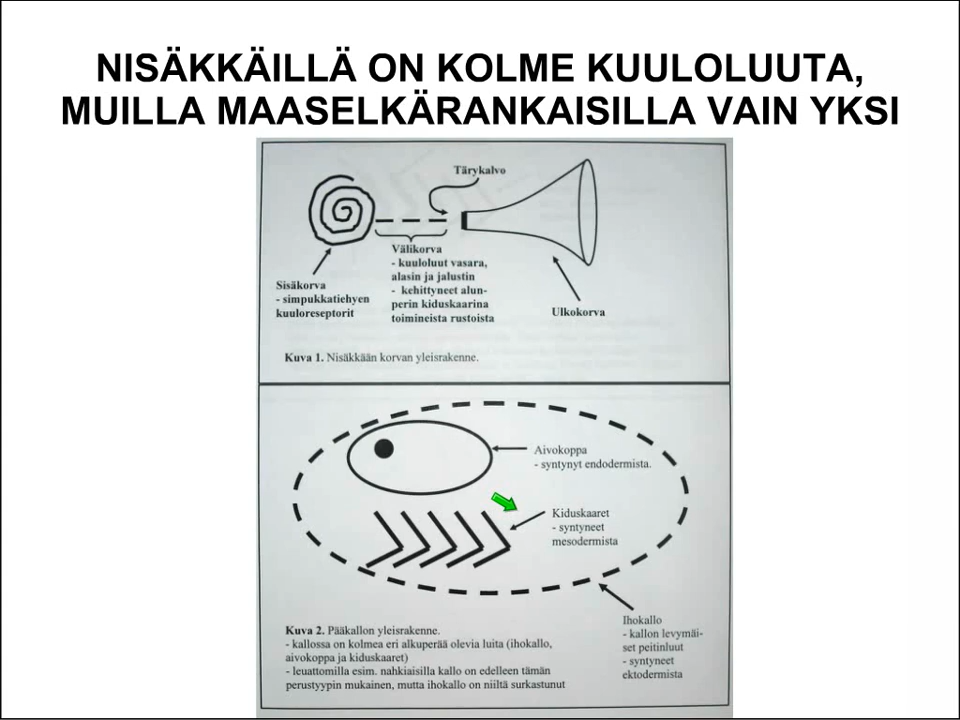 NISÄKKÄILLÄ ON KOLME KUULOLUUTA,
MUILLA MAASELKÄRANKAISILLA VAIN YKSI
Tärykalvo
Välikorva
- kuuloluut vasara,
alasin ja jalustin
- kehittyneet alun-
perin kiduskaarina
toimineista rustoista
Sisäkorva
- simpukkatiehyen
kuuloreseptorit
Ulkokorva
Kuva 1. Nisäkkään korvan yleisrakenne.
Aivokoppa
- syntynyt endodermista.
Kiduskaaret
- syntyneet
mesodermista
Ihokallo
- kallon levymäi-
set peitinluut
- syntyneet
ektodermista
Kuva 2. Pääkallon yleisrakenne.
- kallossa on kolmea eri alkuperää olevia luita (ihokallo,
aivokoppa ja kiduskaaret)
- leuattomilla esim. nahkiaisilla kallo on edelleen tämän
perustyypin mukainen, mutta ihokallo on niiltä surkastunut